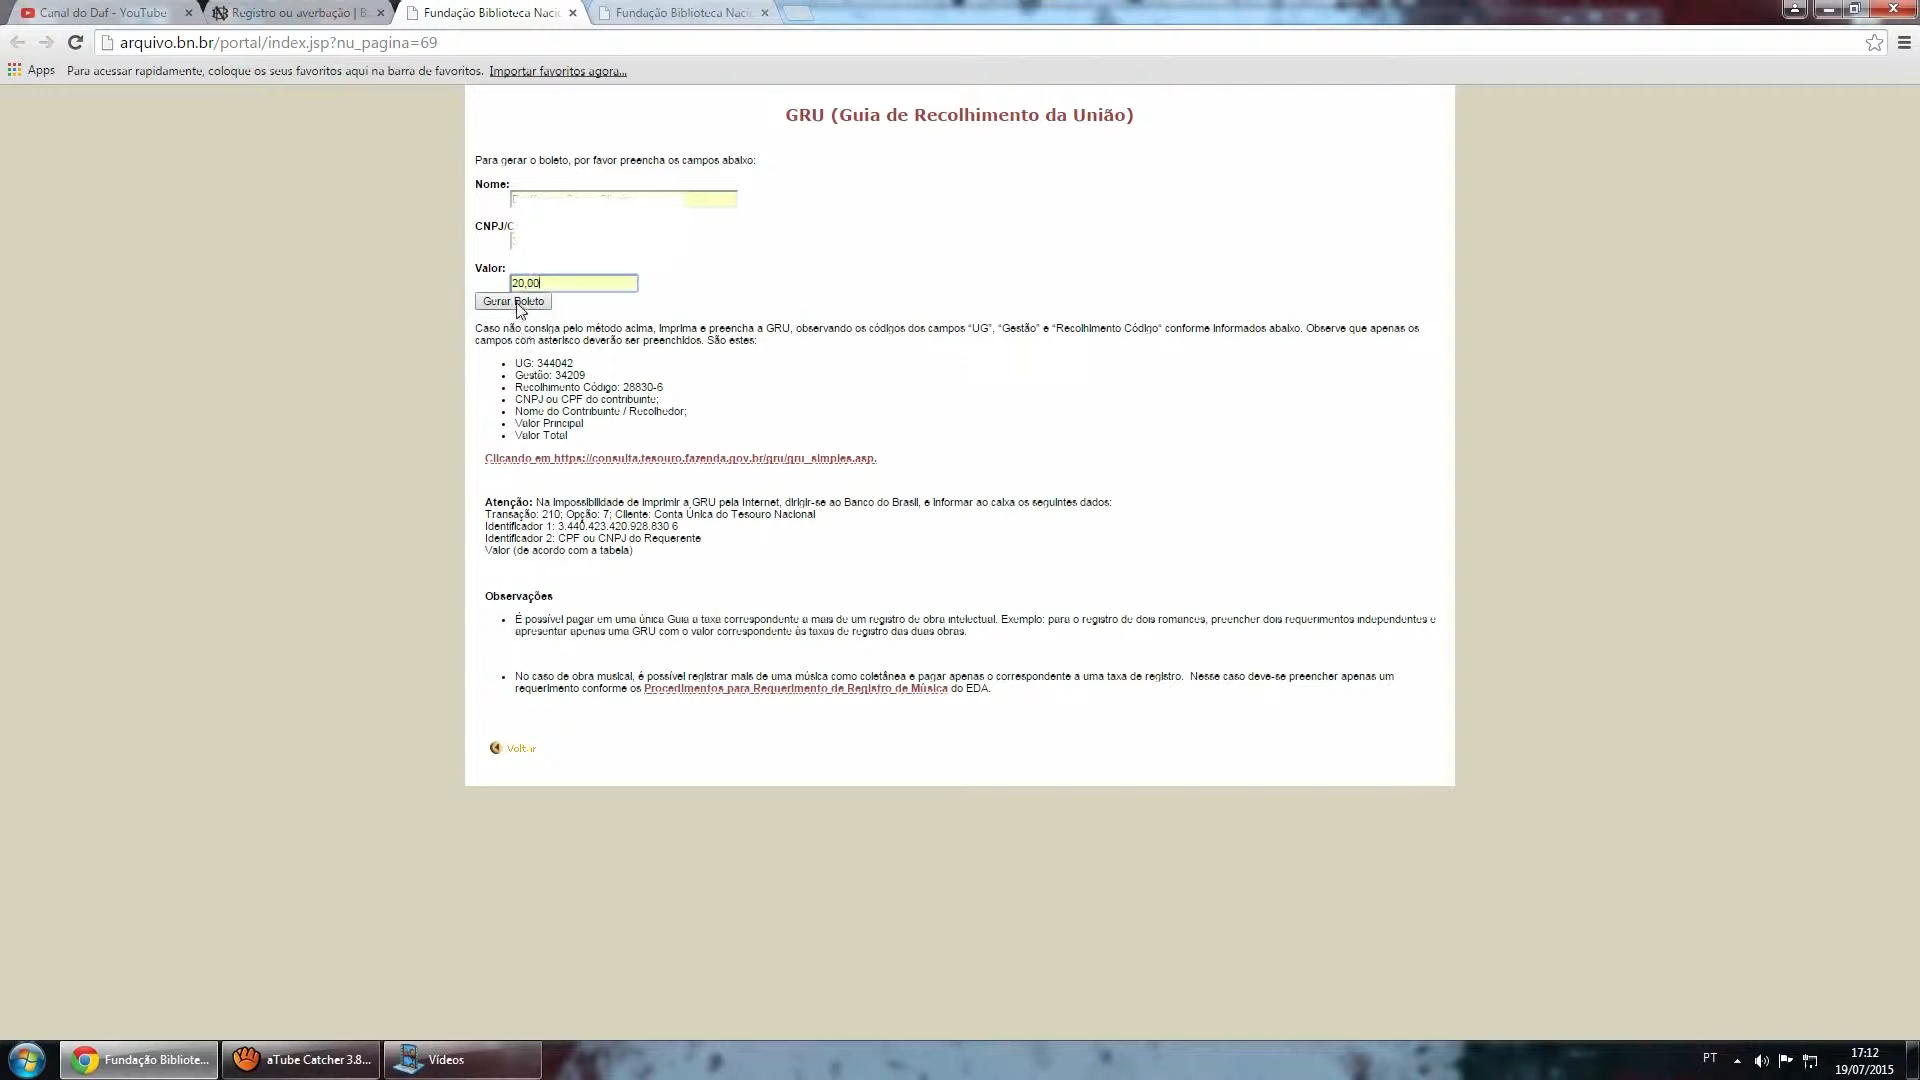 Canal do Daf - YouTube
Registro ou averbação | B
Fundação Biblioteca Naci
Fundação Biblioteca Naci
arquivo.bn.br/portal/index.jsp?nu_pagina=69
Apps Para acessar rapidamente, coloque os seus favoritos aqui na barra de favoritos. Importar favoritos agora...
GRU (Guia de Recolhimento da União)
Para gerar o boleto, por favor preencha os campos abaixo:
Nome:
CNPJ/C
Valor:
20,00
Gerar Boleto
Caso não consiga pelo método acima, imprima e preencha a GRU, observando os códigos dos campos “UG”, “Gestão” e “Recolhimento Código“ conforme informados abaixo. Observe que apenas os
campos com asterisco deverão ser preenchidos. São estes:
• UG: 344042
• Gestão: 34209
• Recolhimento Código: 28830-6
• CNPJ ou CPF do contribuinte;
• Nome do Contribuinte / Recolhedor;
• Valor Principal
• Valor Total
Clicando em https://consulta.tesouro.fazenda.gov.br/gru/gru_simples.asp.
Atenção: Na impossibilidade de imprimir a GRU pela Internet, dirigir-se ao Banco do Brasil, e informar ao caixa os seguintes dados:
Transação: 210; Opção: 7; Cliente: Conta Única do Tesouro Nacional
Identificador 1: 3.440.423.420.928.830 6
Identificador 2: CPF ou CNPJ do Requerente
Valor (de acordo com a tabela)
Observações
• É possível pagar em uma única Guia a taxa correspondente a mais de um registro de obra intelectual. Exemplo: para o registro de dois romances, preencher dois requerimentos independentes e
apresentar apenas uma GRU com o valor correspondente às taxas de registro das duas obras.
• No caso de obra musical, é possível registrar mais de uma música como coletânea e pagar apenas o correspondente a uma taxa de registro. Nesse caso deve-se preencher apenas um
requerimento conforme os Procedimentos para Requerimento de Registro de Música do EDA.
Voltar
Fundação Bibliote...
aTube Catcher 3.8...
Vídeos
PT
17:12
19/07/2015